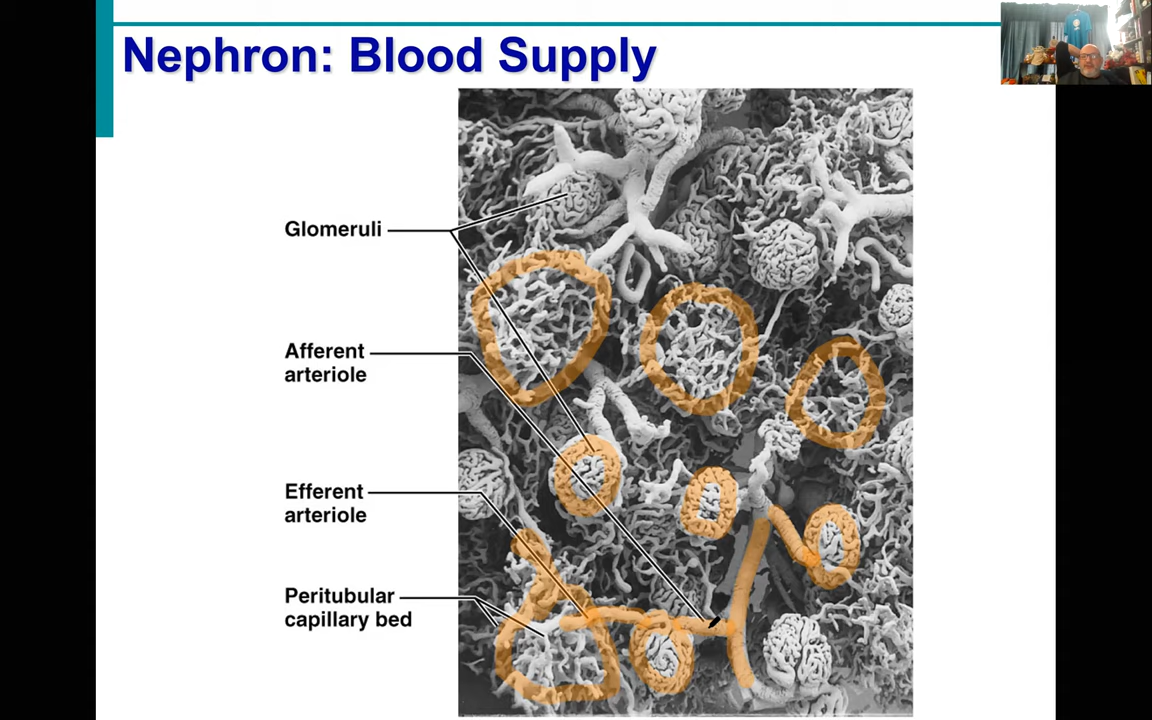 Nephron: Blood Supply
Glomeruli
Afferent
arteriole
Efferent
arteriole
Peritubular
capillary bed